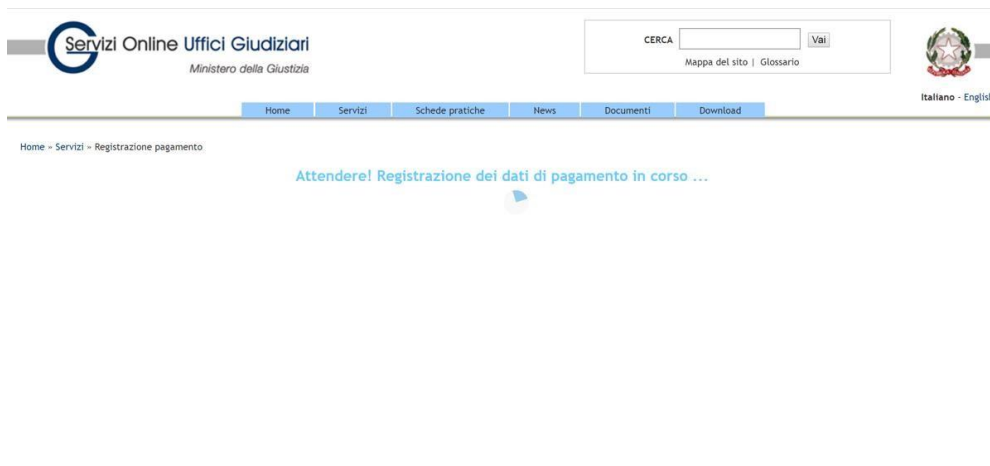 Servizi Online Uffici Giudiziari
Ministero della Giustizia
CERCA Vai
Mappa del sito | Glossario
Italiano - English
Home Servizi Schede pratiche News Documenti Download
Home » Servizi » Registrazione pagamento
Attendere! Registrazione dei dati di pagamento in corso ...